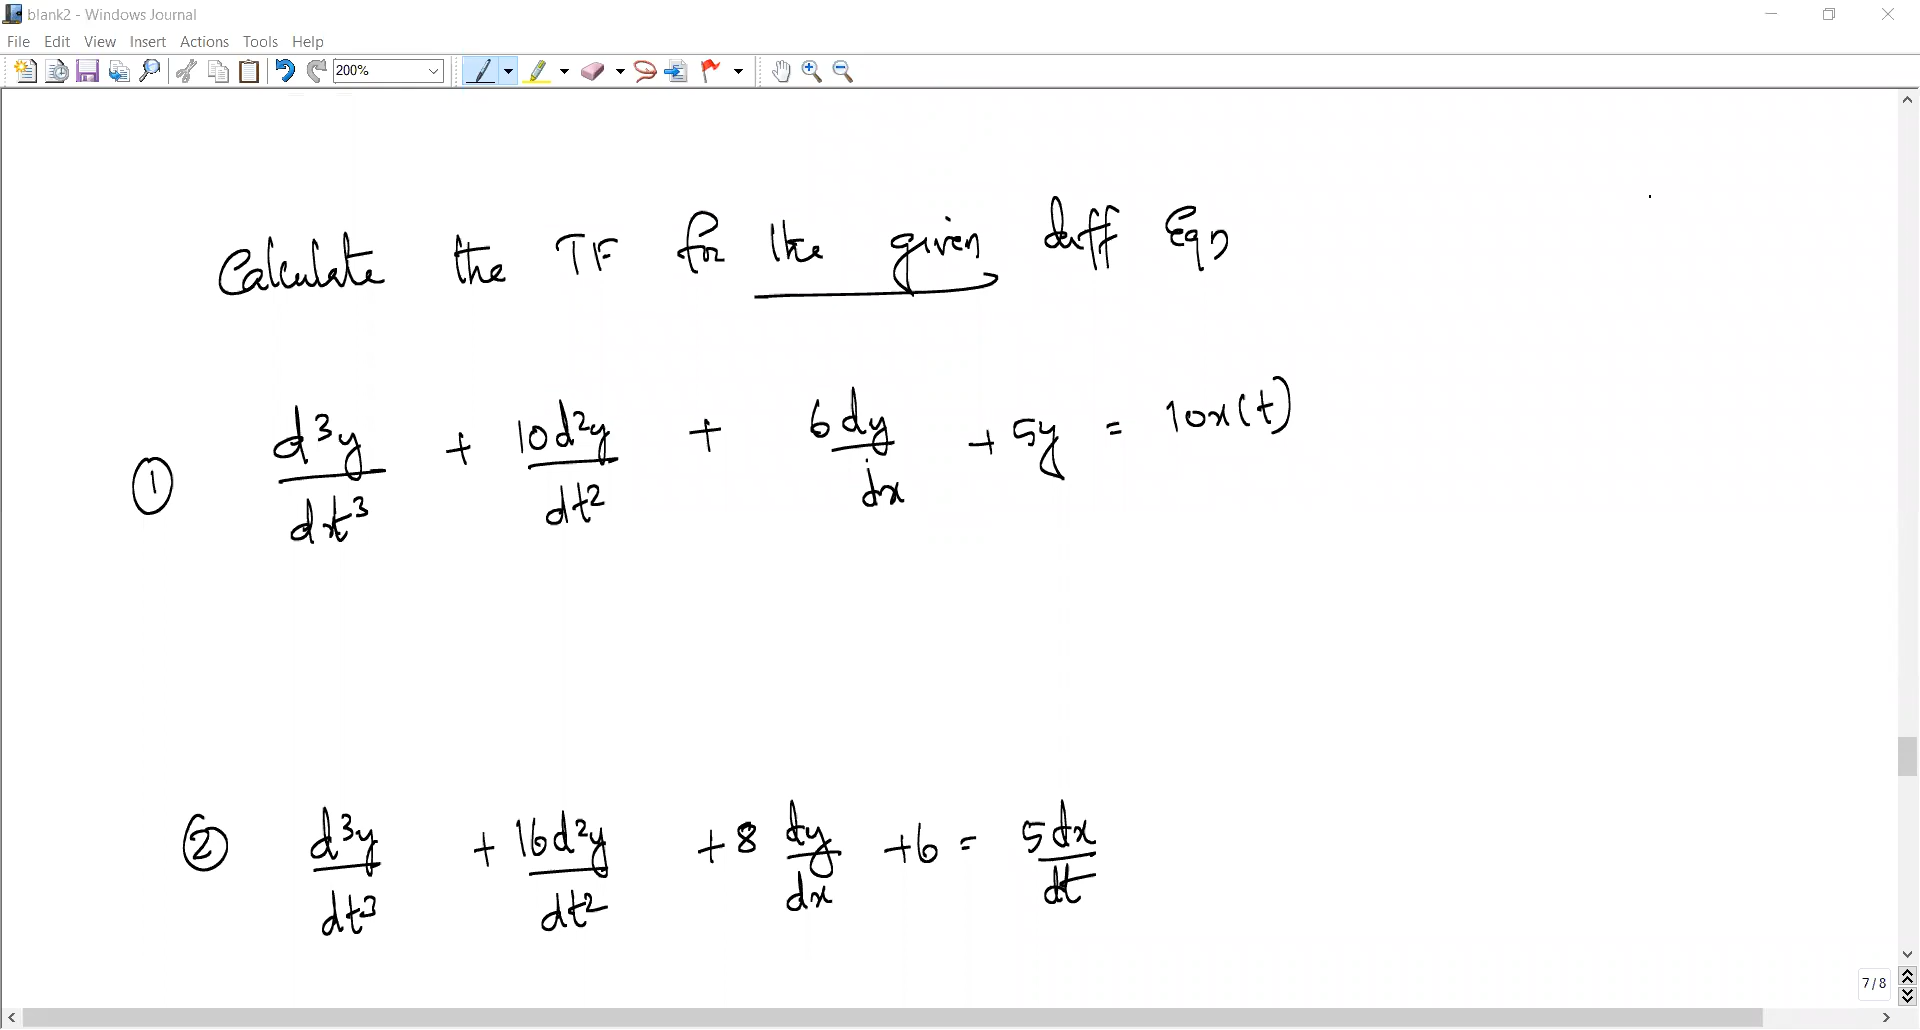 blank2 - Windows Journal
File Edit View Insert Actions Tools Help
200%
Calculate the TF for the given diff Eqn
① d³y/dt³ + 10d²y/dt² + 6dy/dx + 5y = 10x(t)
② d³y/dt³ + 16d²y/dt² + 8 dy/dx + 6 = 5dx/dt
7/8